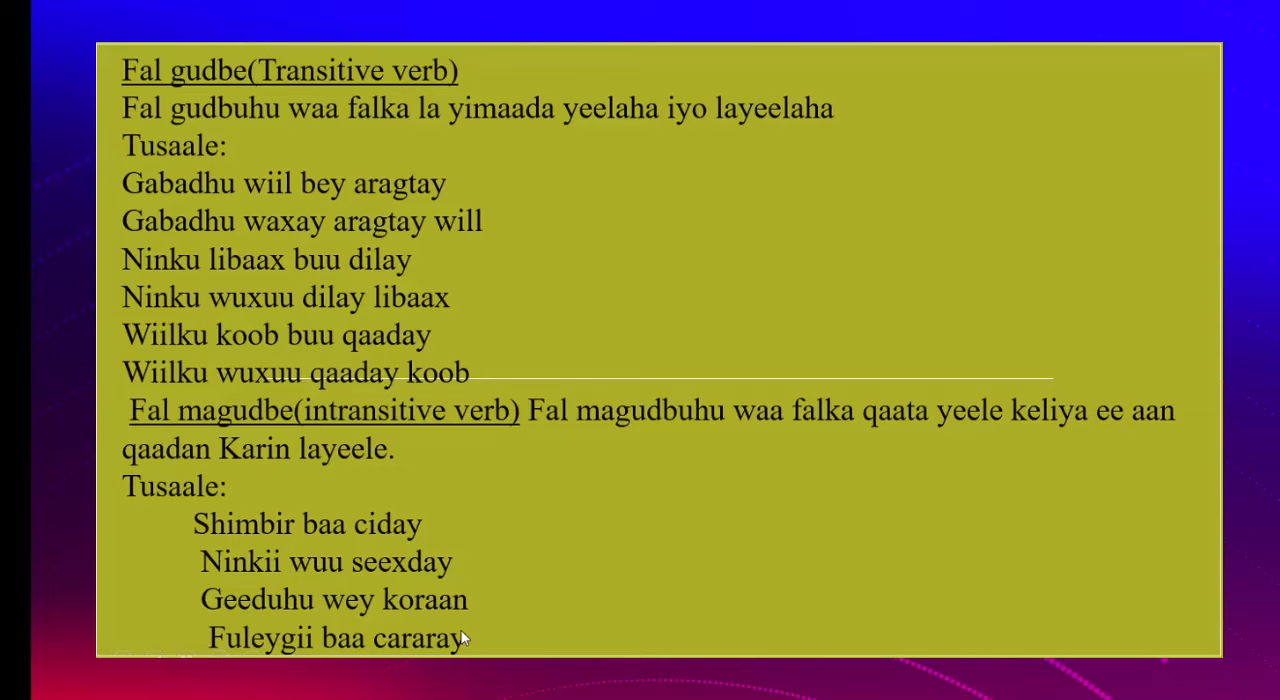 Fal gudbe(Transitive verb)
Fal gudbuhu waa falka la yimaada yeelaha iyo layeelaha
Tusaale:
Gabadhu wiil bey aragtay
Gabadhu waxay aragtay will
Ninku libaax buu dilay
Ninku wuxuu dilay libaax
Wiilku koob buu qaaday
Wiilku wuxuu qaaday koob
Fal magudbe(intransitive verb) Fal magudbuhu waa falka qaata yeele keliya ee aan
qaadan Karin layeele.
Tusaale:
Shimbir baa ciday
Ninkii wuu seexday
Geeduhu wey koraan
Fuleygii baa cararay